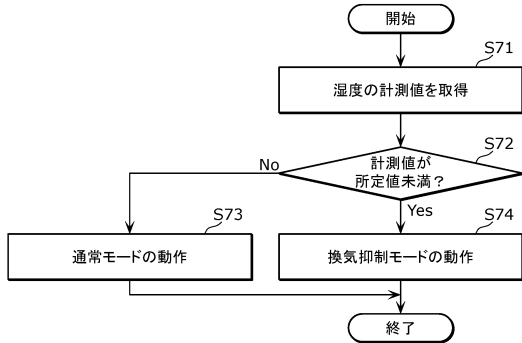 開始
S71
湿度の計測値を取得
S72
計測値が
所定値未満？
No
Yes
S73
通常モードの動作
S74
換気抑制モードの動作
終了